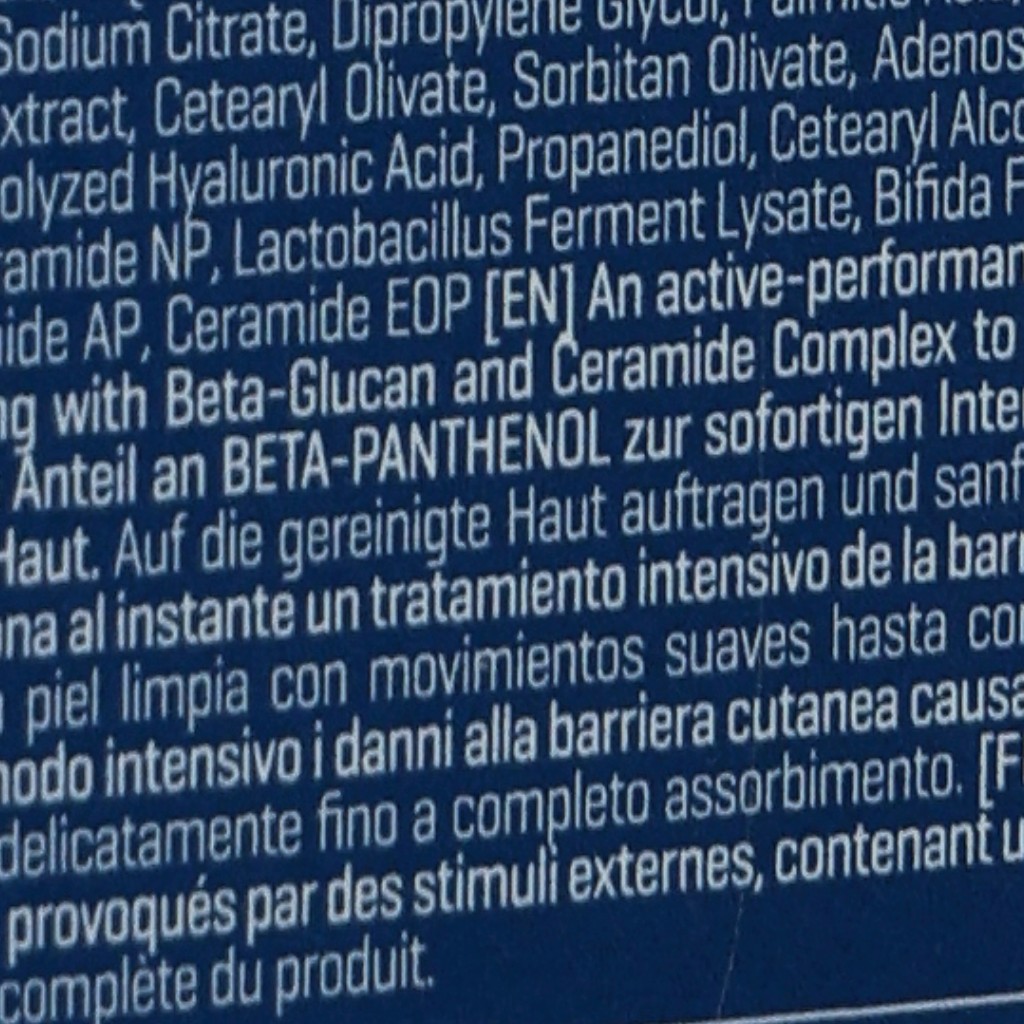 Sodium Citrate, Dipropylene Glycol,
xtract, Cetearyl Olivate, Sorbitan Olivate, Adenos
olyzed Hyaluronic Acid, Propanediol, Cetearyl Alco
ramide NP, Lactobacillus Ferment Lysate, Bifida F
ide AP, Ceramide EOP [EN] An active-performan
ng with Beta-Glucan and Ceramide Complex to
Anteil an BETA-PANTHENOL zur sofortigen Inte
Haut. Auf die gereinigte Haut auftragen und sanf
ona al instante un tratamiento intensivo de la barr
piel limpia con movimientos suaves hasta co
modo intensivo i danni alla barriera cutanea causa
delicatamente fino a completo assorbimento. [F
provoqués par des stimuli externes, contenant u
complète du produit.